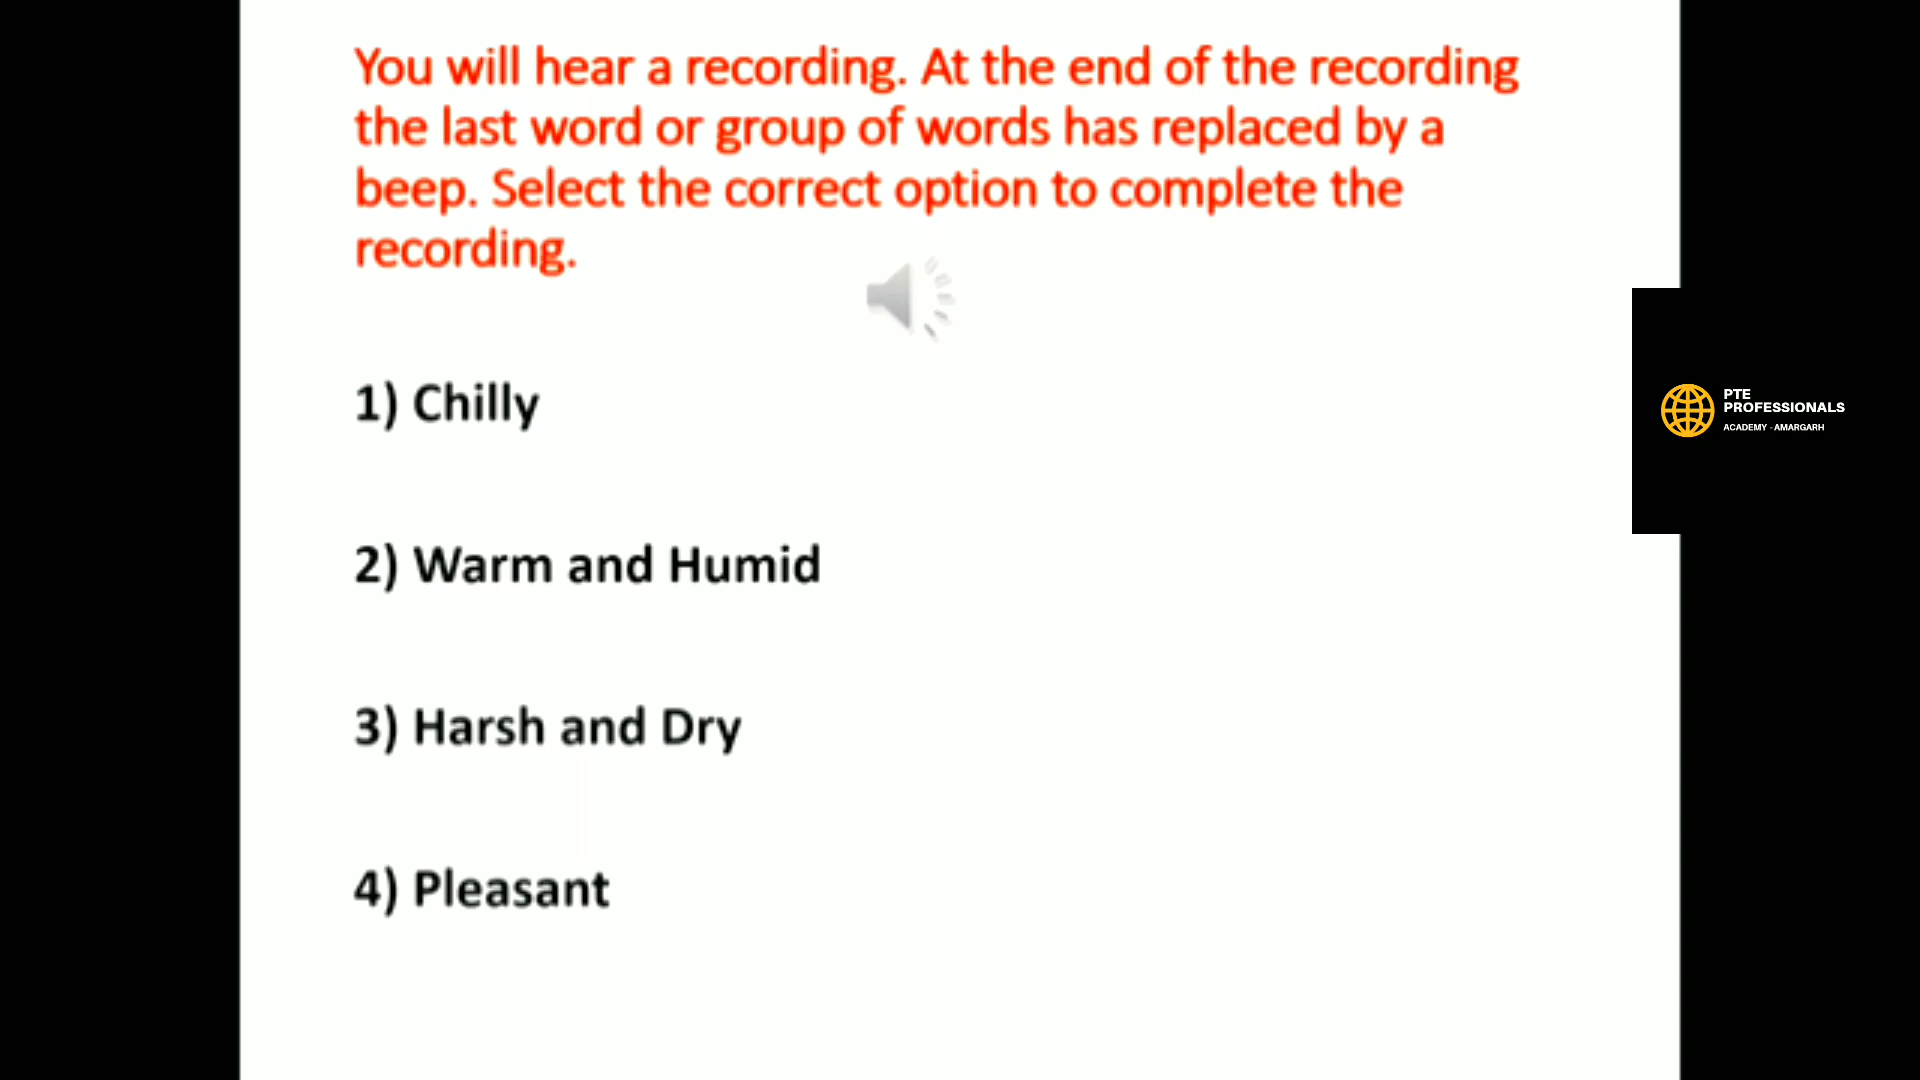 You will hear a recording. At the end of the recording
the last word or group of words has replaced by a
beep. Select the correct option to complete the
recording.
1) Chilly
2) Warm and Humid
3) Harsh and Dry
4) Pleasant
PTE
PROFESSIONALS
ACADEMY - AMARGARH